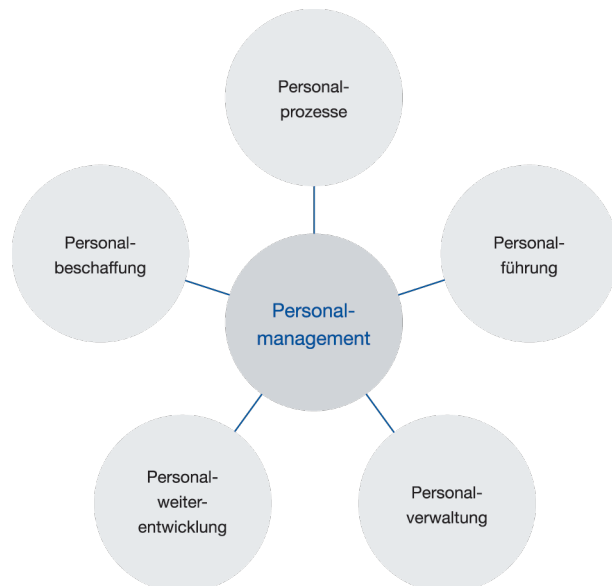 Personal-
prozesse
Personal-
beschaffung
Personal-
führung
Personal-
management
Personal-
weiter-
entwicklung
Personal-
verwaltung